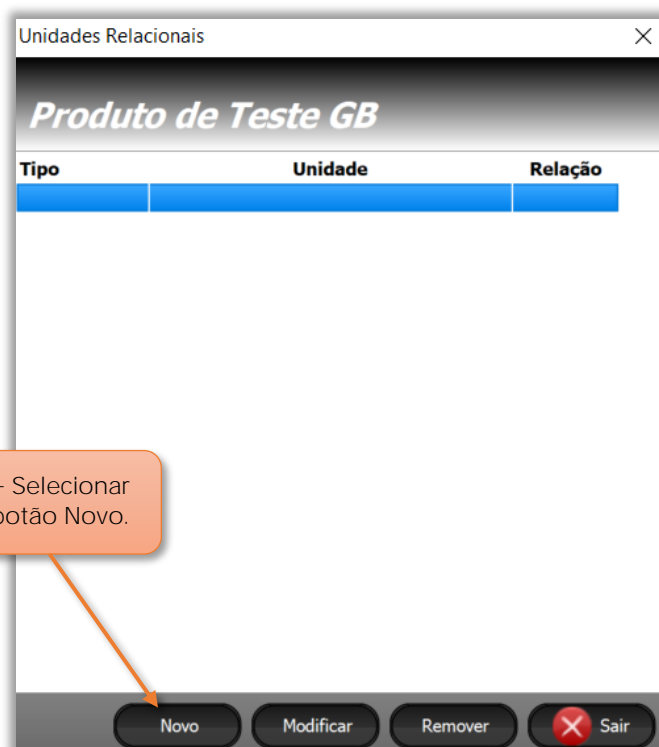 Unidades Relacionais
Produto de Teste GB
Tipo Unidade Relação
- Selecionar
botão Novo.
Novo Modificar Remover Sair